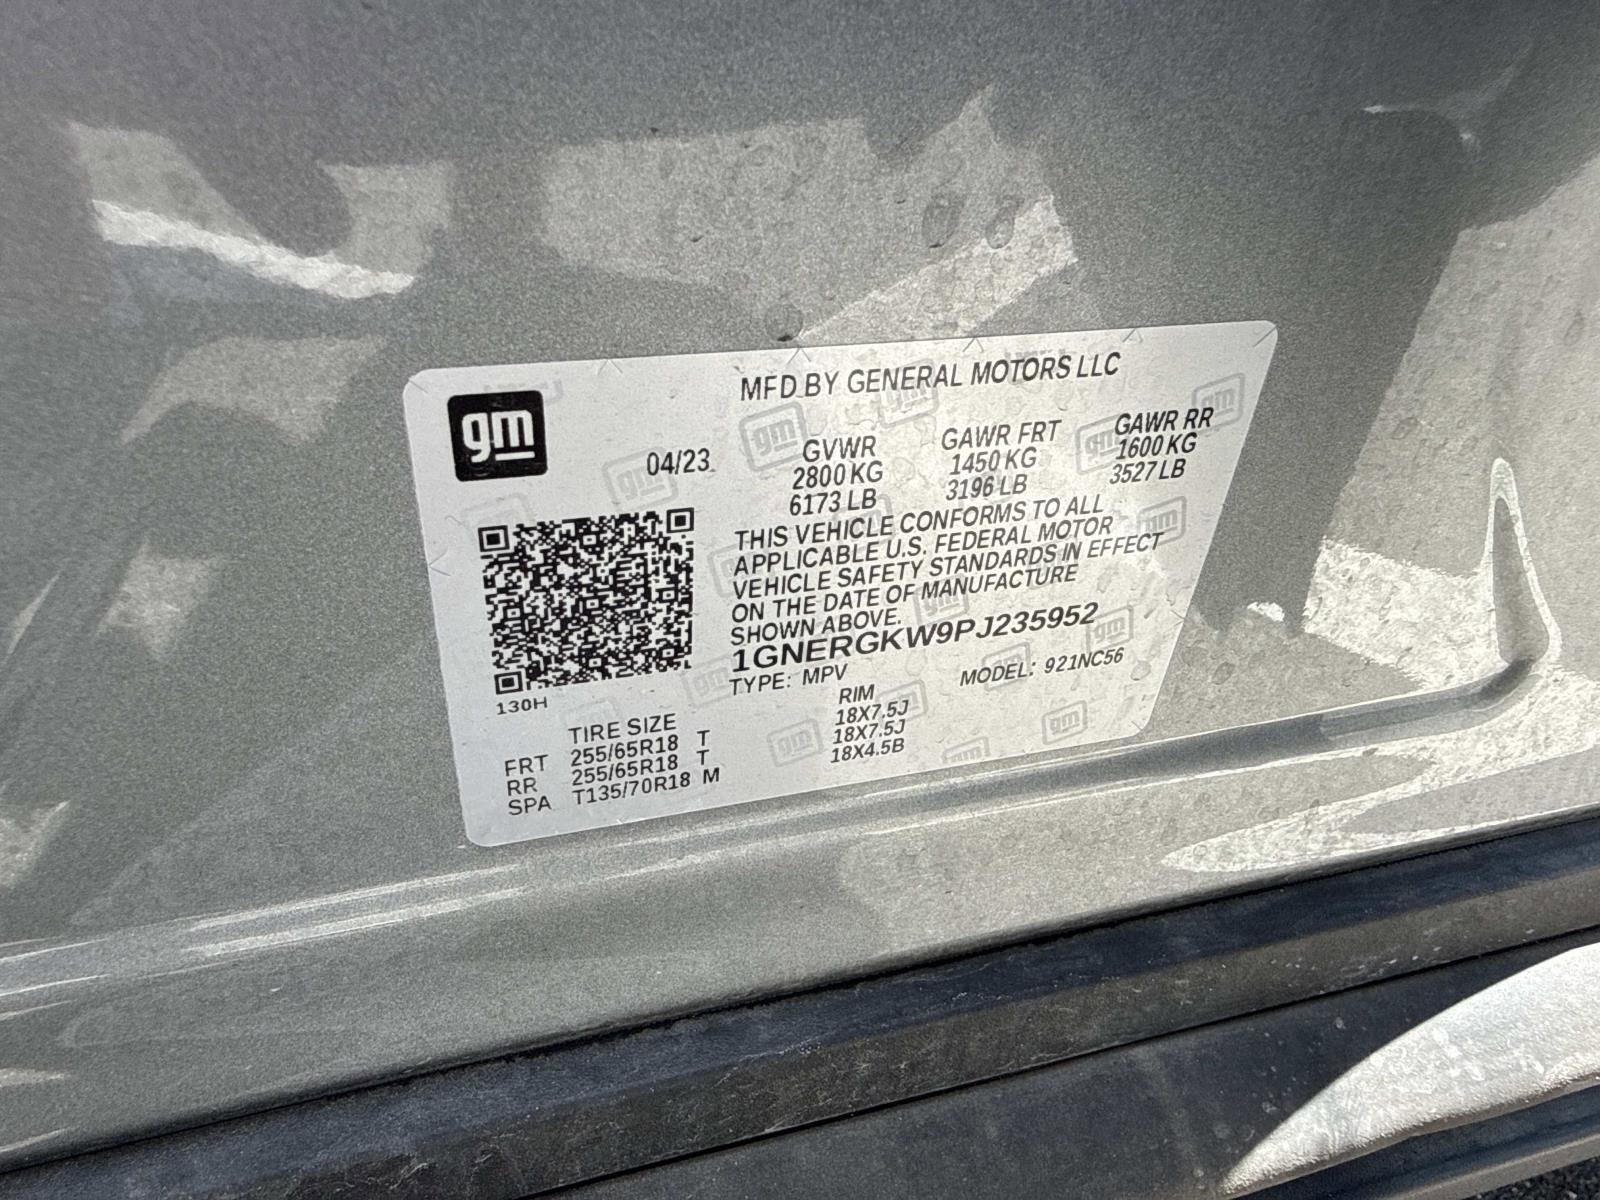 MFD BY GENERAL MOTORS LLC
gm
04/23
GVWR GAWR FRT GAWR RR
2800 KG 1450 KG 1600 KG
6173 LB 3196 LB 3527 LB
THIS VEHICLE CONFORMS TO ALL
APPLICABLE U.S. FEDERAL MOTOR
VEHICLE SAFETY STANDARDS IN EFFECT
ON THE DATE OF MANUFACTURE
SHOWN ABOVE.
1GNERGKW9PJ235952
TYPE: MPV MODEL: 921NC56
130H
TIRE SIZE RIM
FRT 255/65R18 T 18X7.5J
RR 255/65R18 T 18X7.5J
SPA T135/70R18 M 18X4.5B